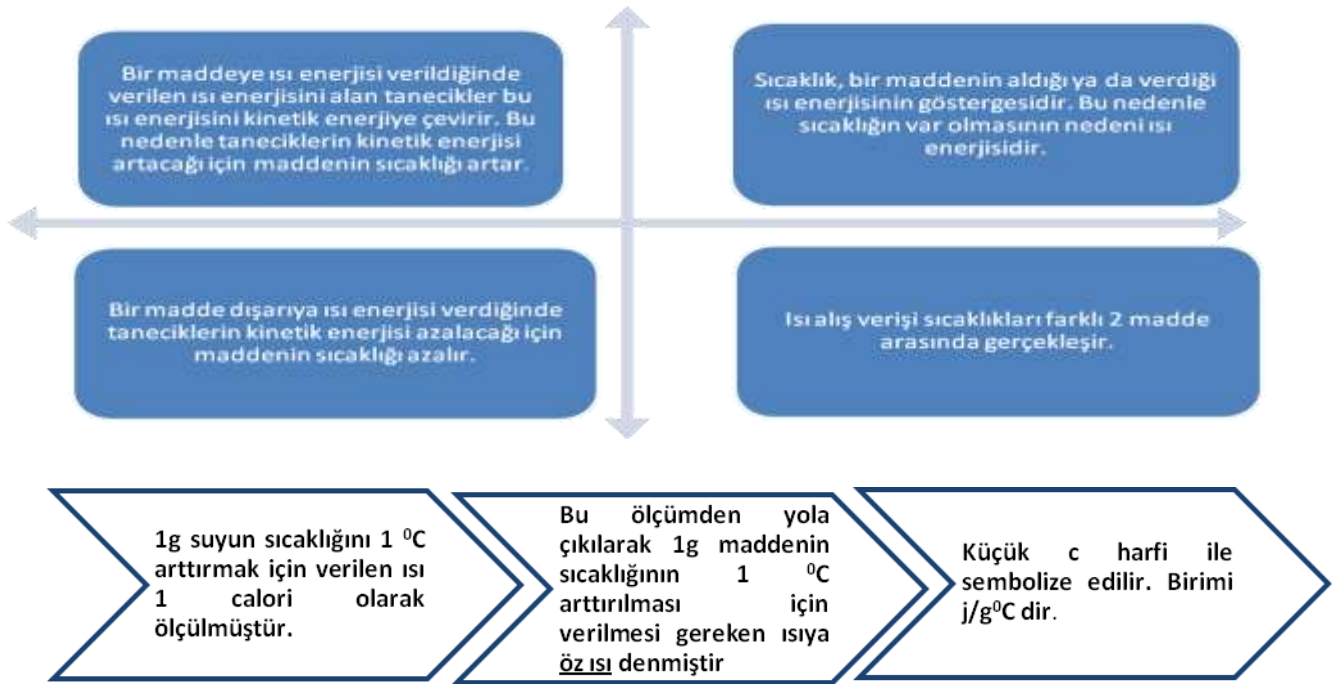 Bir maddeye ısı enerjisi verildiğinde
verilen ısı enerjisini alan tanecikler bu
ısı enerjisini kinetik enerjiye çevirir. Bu
nedenle taneciklerin kinetik enerjisi
artacağı için maddenin sıcaklığı artar.
Sıcaklık, bir maddenin aldığı ya da verdiği
ısı enerjisinin göstergesidir. Bu nedenle
sıcaklığın var olmasının nedeni ısı
enerjisidir.
Bir madde dışarıya ısı enerjisi verdiğinde
taneciklerin kinetik enerjisi azalacağı için
maddenin sıcaklığı azalır.
Isı alış verişi sıcaklıkları farklı 2 madde
arasında gerçekleşir.
1g suyun sıcaklığını 1 ⁰C
arttırmak için verilen ısı
1 calori olarak
ölçülmüştür.
Bu ölçümden yola
çıkılarak 1g maddenin
sıcaklığının 1 ⁰C
arttırılması için
verilmesi gereken ısıya
öz ısı denmiştir
Küçük c harfi ile
sembolize edilir. Birimi
j/g⁰C dir.